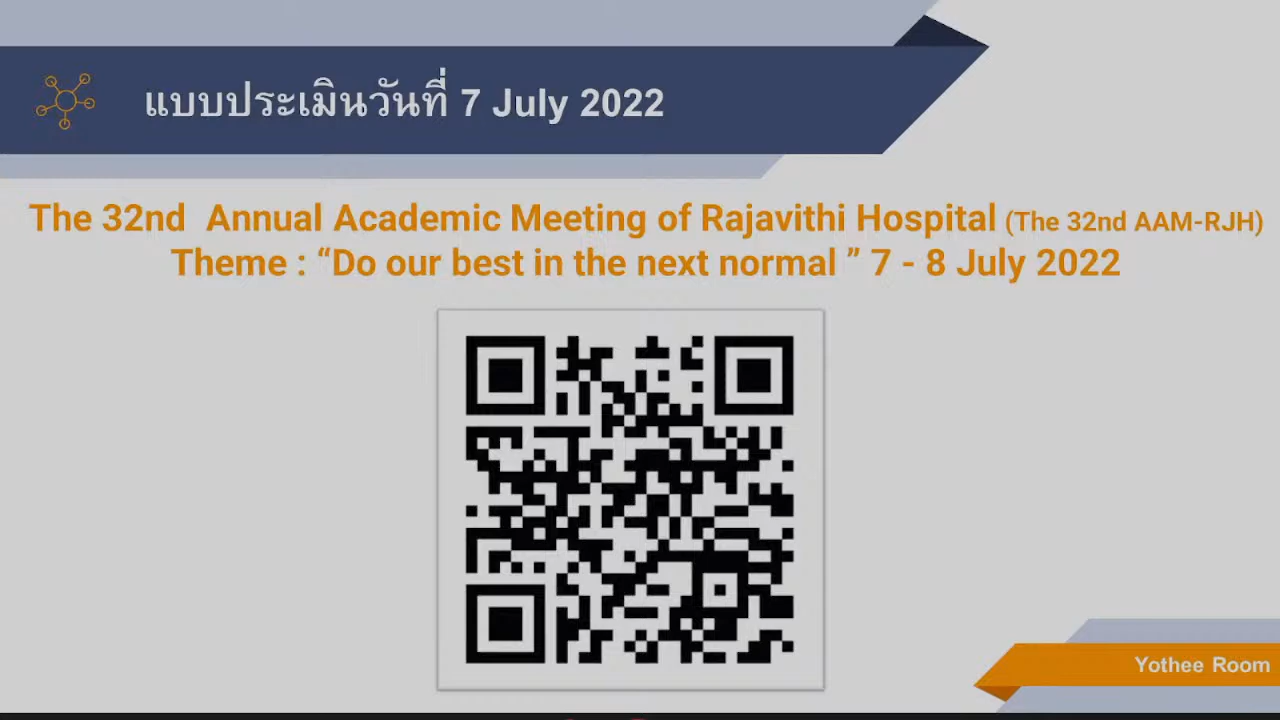 แบบประเมินวันที่ 7 July 2022
The 32nd Annual Academic Meeting of Rajavithi Hospital (The 32nd AAM-RJH)
Theme : “Do our best in the next normal ” 7 - 8 July 2022
Yothee Room